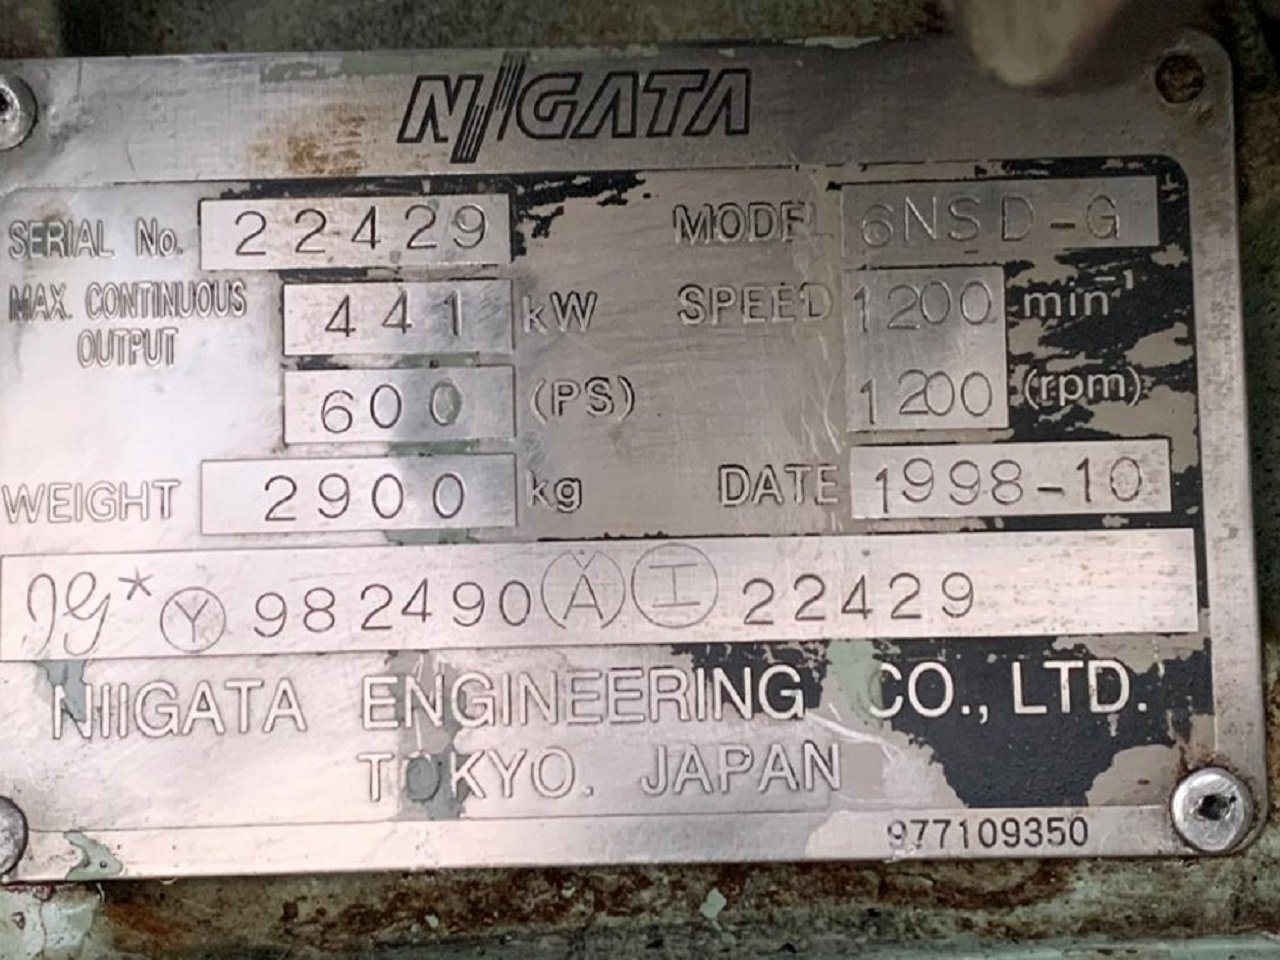 NIIGATA
SERIAL No. 22429 MODEL 6NSD-G
MAX. CONTINUOUS OUTPUT 441 kW SPEED 1200 min⁻¹
600 (PS) 1200 (rpm)
WEIGHT 2900 kg DATE 1998-10
* Ⓨ 982490 Ⓐ Ⓘ 22429
NIIGATA ENGINEERING CO., LTD.
TOKYO. JAPAN
977109350